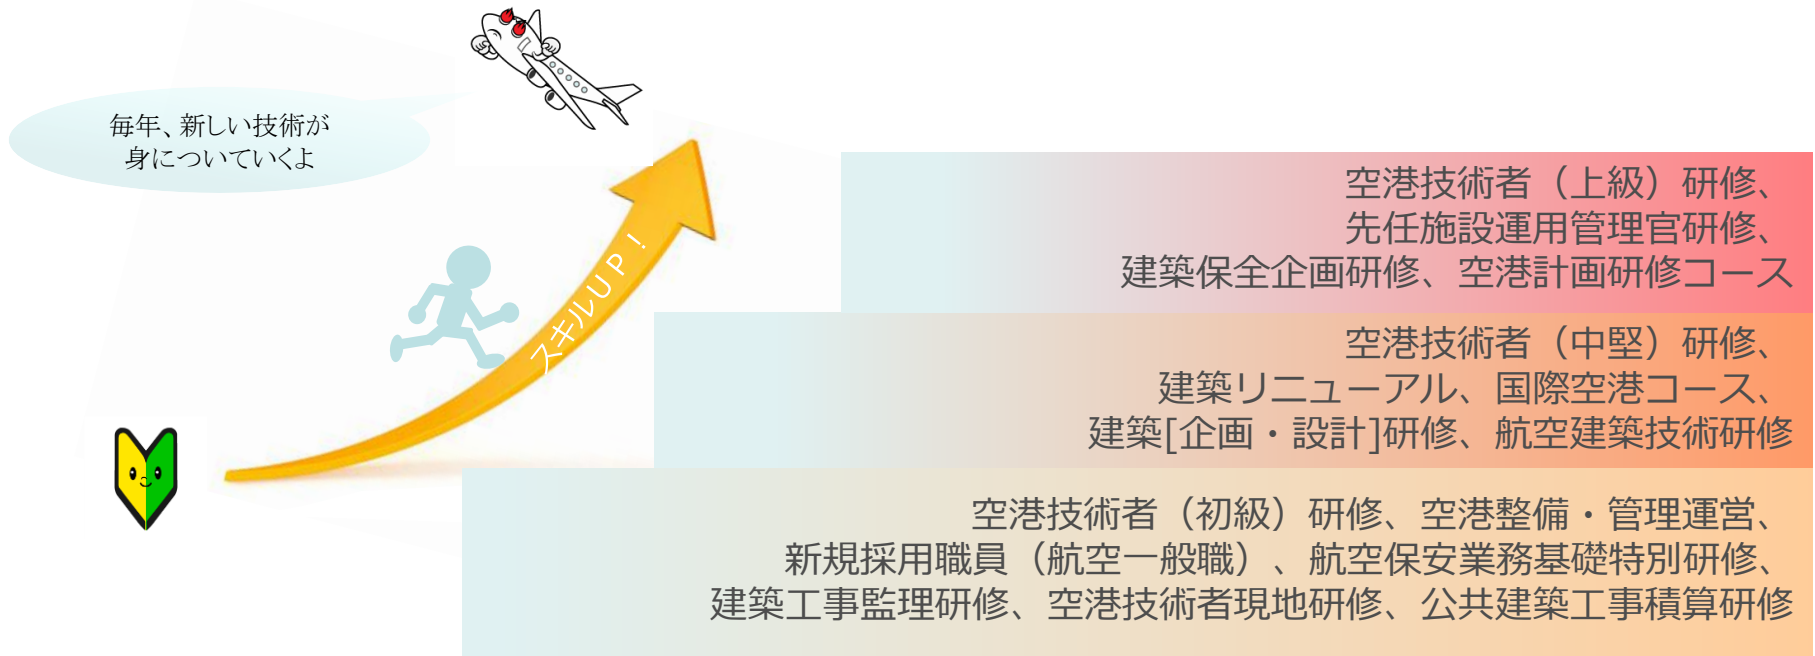 毎年、新しい技術が
身についていくよ
スキルUP！
空港技術者（上級）研修、
先任施設運用管理官研修、
建築保全企画研修、空港計画研修コース
空港技術者（中堅）研修、
建築リニューアル、国際空港コース、
建築[企画・設計]研修、航空建築技術研修
空港技術者（初級）研修、空港整備・管理運営、
新規採用職員（航空一般職）、航空保安業務基礎特別研修、
建築工事監理研修、空港技術者現地研修、公共建築工事積算研修